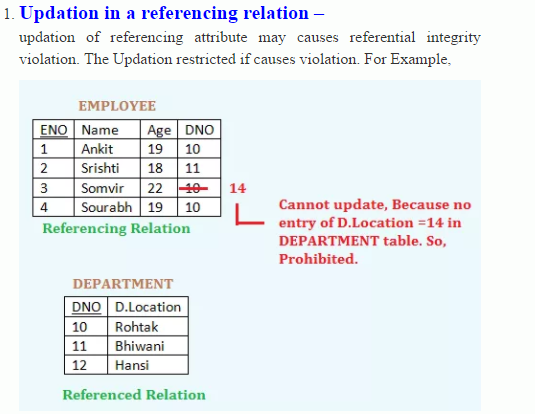 1. Updation in a referencing relation –
updation of referencing attribute may causes referential integrity
violation. The Updation restricted if causes violation. For Example,
EMPLOYEE
ENO Name Age DNO
1 Ankit 19 10
2 Srishti 18 11
3 Somvir 22 10 14
4 Sourabh 19 10
Referencing Relation
Cannot update, Because no
entry of D.Location =14 in
DEPARTMENT table. So,
Prohibited.
DEPARTMENT
DNO D.Location
10 Rohtak
11 Bhiwani
12 Hansi
Referenced Relation